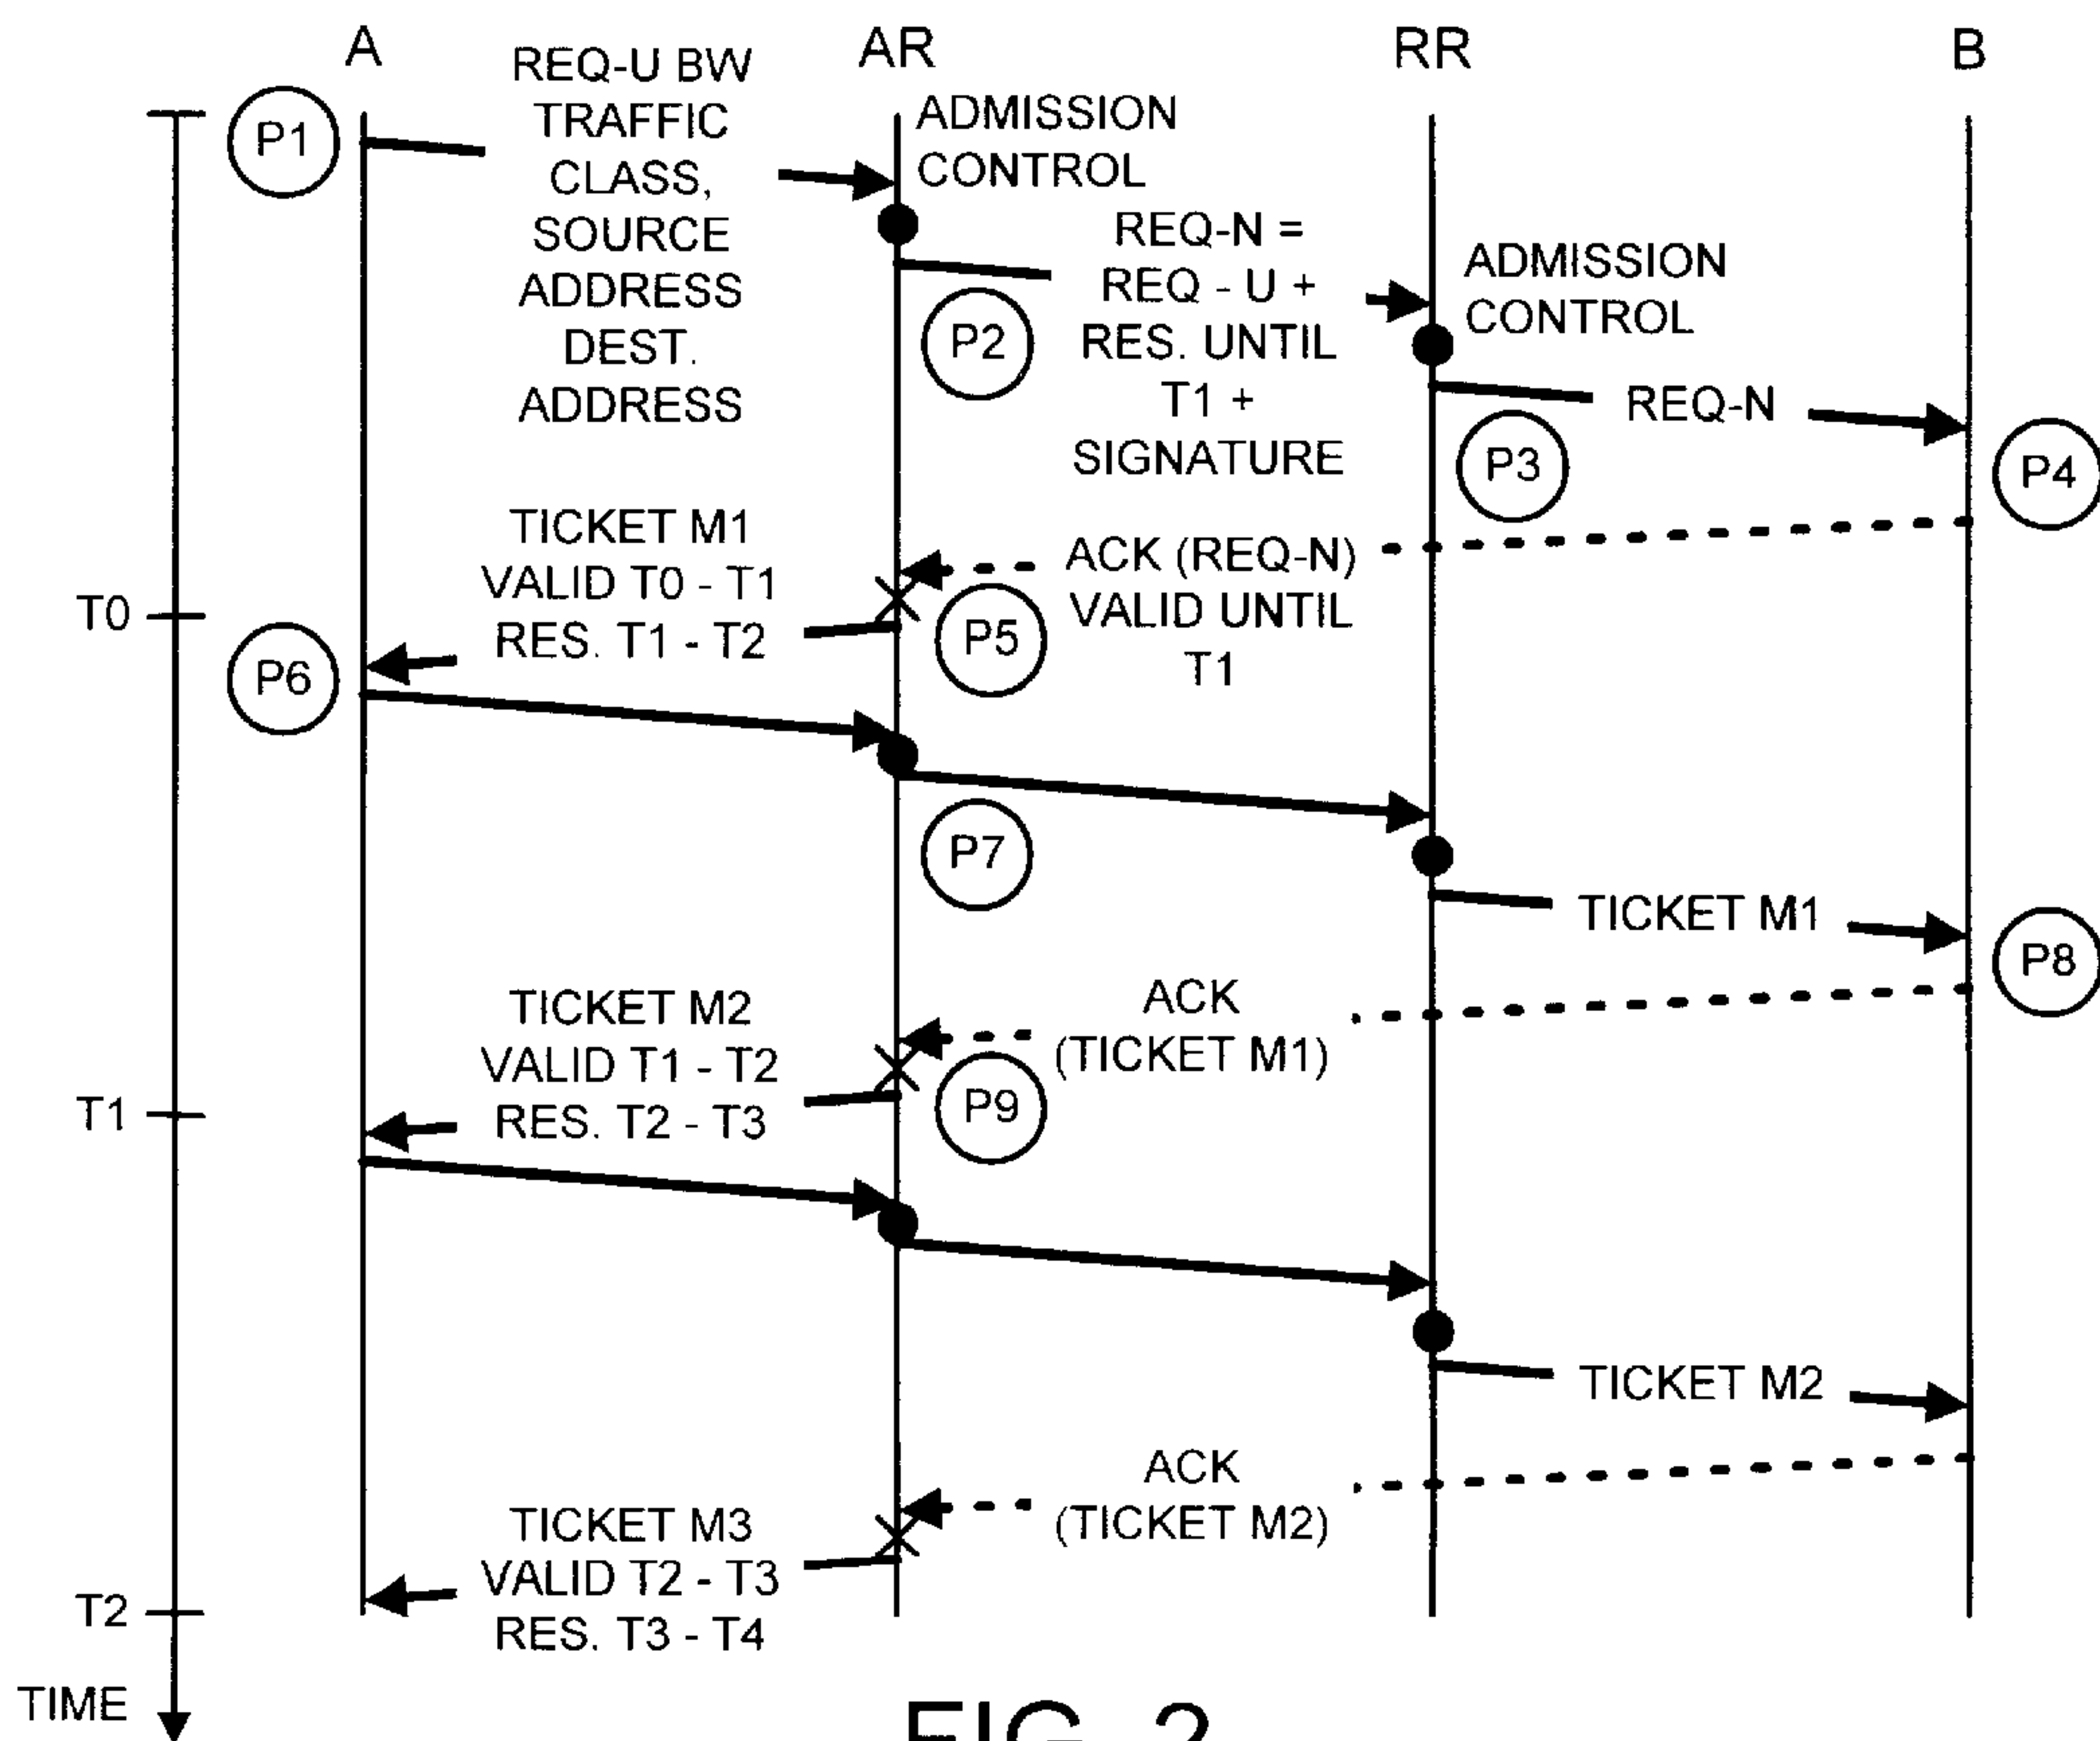 A
AR
RR
B
P1
REQ-U BW
TRAFFIC
CLASS,
SOURCE
ADDRESS
DEST.
ADDRESS
ADMISSION
CONTROL
REQ-N =
REQ - U +
RES. UNTIL
T1 +
SIGNATURE
P2
ADMISSION
CONTROL
REQ-N
P3
P4
TICKET M1
VALID T0 - T1
RES. T1 - T2
ACK (REQ-N)
VALID UNTIL
T1
P5
T0
P6
P7
TICKET M1
P8
TICKET M2
VALID T1 - T2
RES. T2 - T3
ACK
(TICKET M1)
P9
T1
TICKET M2
ACK
(TICKET M2)
TICKET M3
VALID T2 - T3
RES. T3 - T4
T2
TIME
FIG. 2